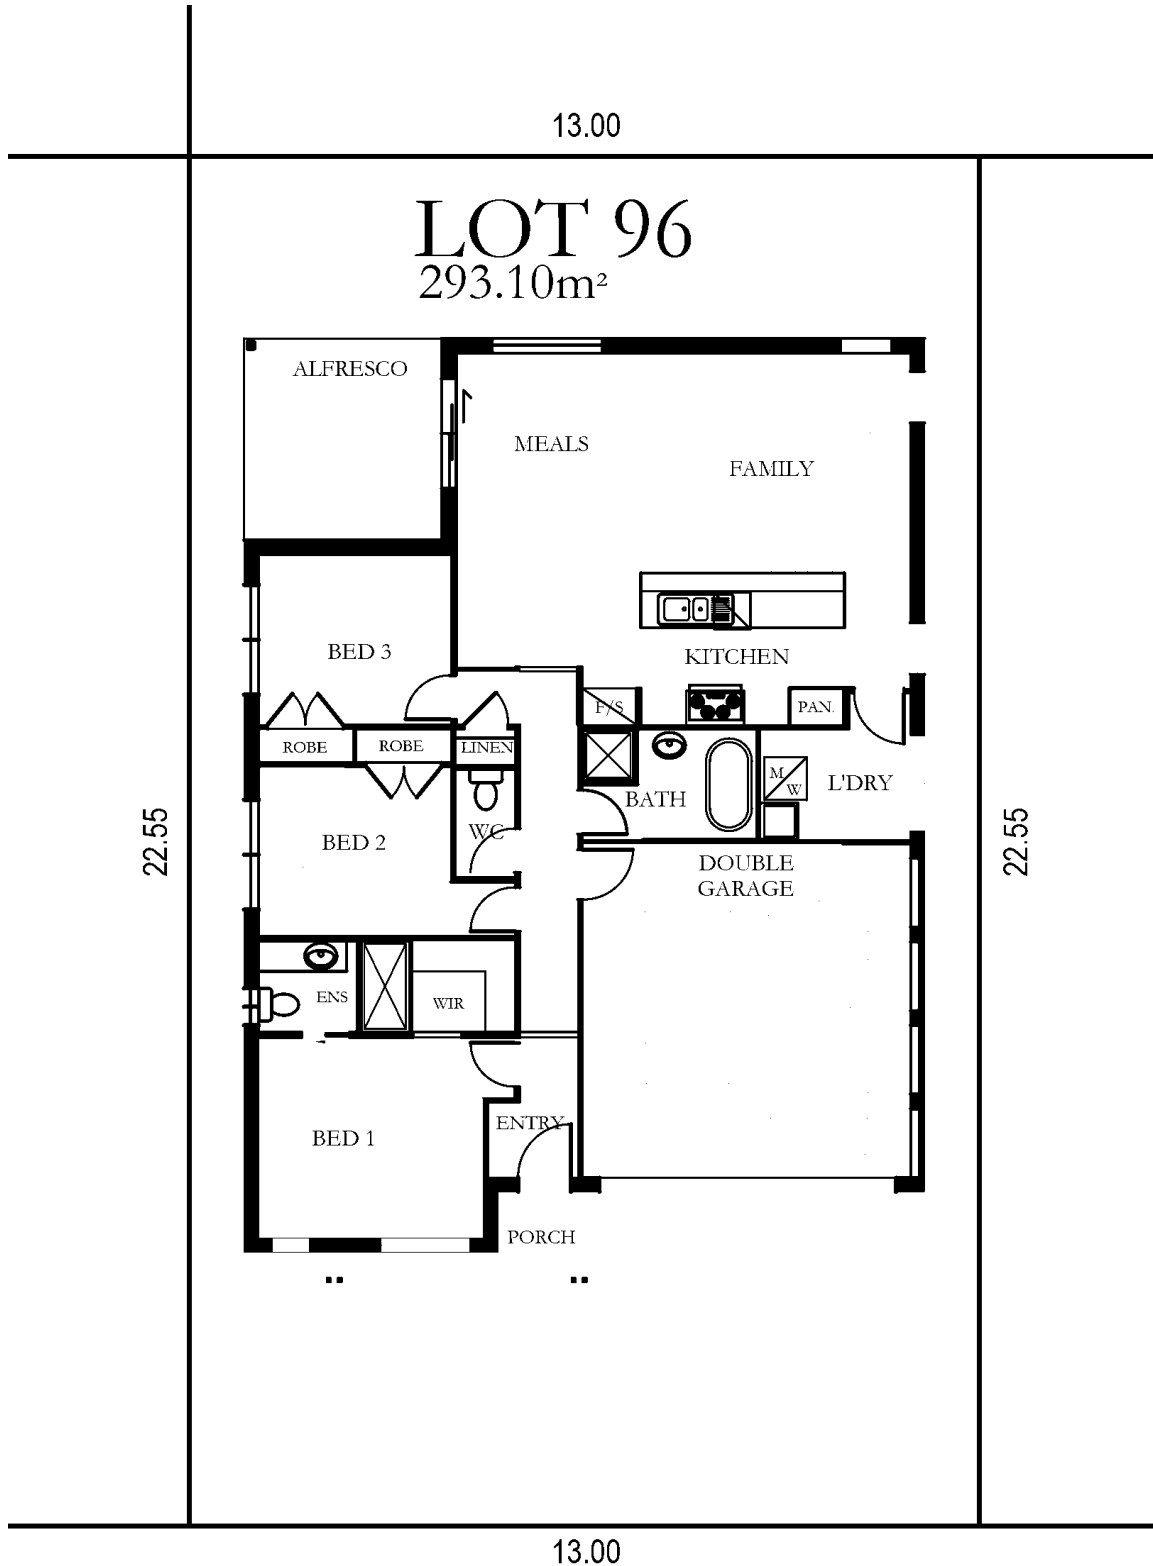 13.00
LOT 96
293.10m²
ALFRESCO
MEALS
FAMILY
BED 3
KITCHEN
F/S
PAN.
ROBE
ROBE
LINEN
M/W
L'DRY
BATH
WC
BED 2
22.55
22.55
DOUBLE
GARAGE
ENS
WIR
ENTRY
BED 1
PORCH
13.00